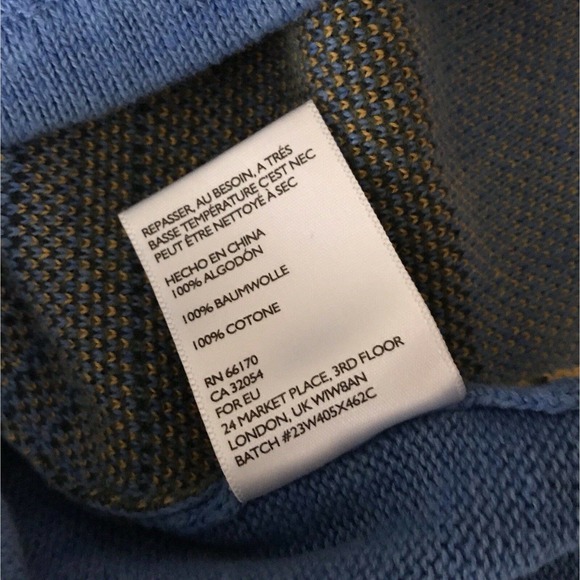 REPASSER, AU BESOIN, A TRÉS
BASSE TEMPÉRATURE C'EST NEC
PEUT ÊTRE NETTOYÉ À SEC
HECHO EN CHINA
100% ALGODÓN
100% BAUMWOLLE
100% COTONE
RN 66170
CA 32054
FOR EU
24 MARKET PLACE, 3RD FLOOR
LONDON, UK W1W8AN
BATCH #23W405X462C